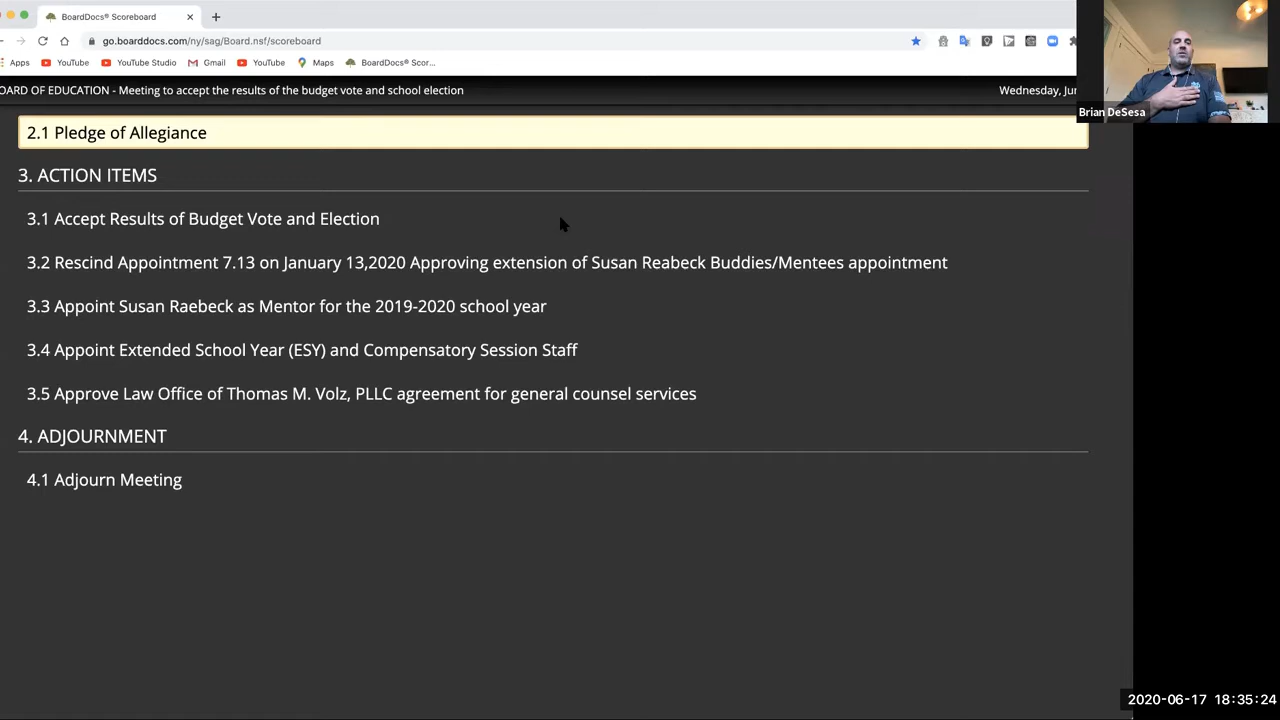 BoardDocs® Scoreboard
go.boarddocs.com/ny/sag/Board.nsf/scoreboard
Apps YouTube YouTube Studio Gmail YouTube Maps BoardDocs® Scor...
OARD OF EDUCATION - Meeting to accept the results of the budget vote and school election Wednesday, Jun
Brian DeSesa
2.1 Pledge of Allegiance
3. ACTION ITEMS
3.1 Accept Results of Budget Vote and Election
3.2 Rescind Appointment 7.13 on January 13,2020 Approving extension of Susan Reabeck Buddies/Mentees appointment
3.3 Appoint Susan Raebeck as Mentor for the 2019-2020 school year
3.4 Appoint Extended School Year (ESY) and Compensatory Session Staff
3.5 Approve Law Office of Thomas M. Volz, PLLC agreement for general counsel services
4. ADJOURNMENT
4.1 Adjourn Meeting
2020-06-17 18:35:24